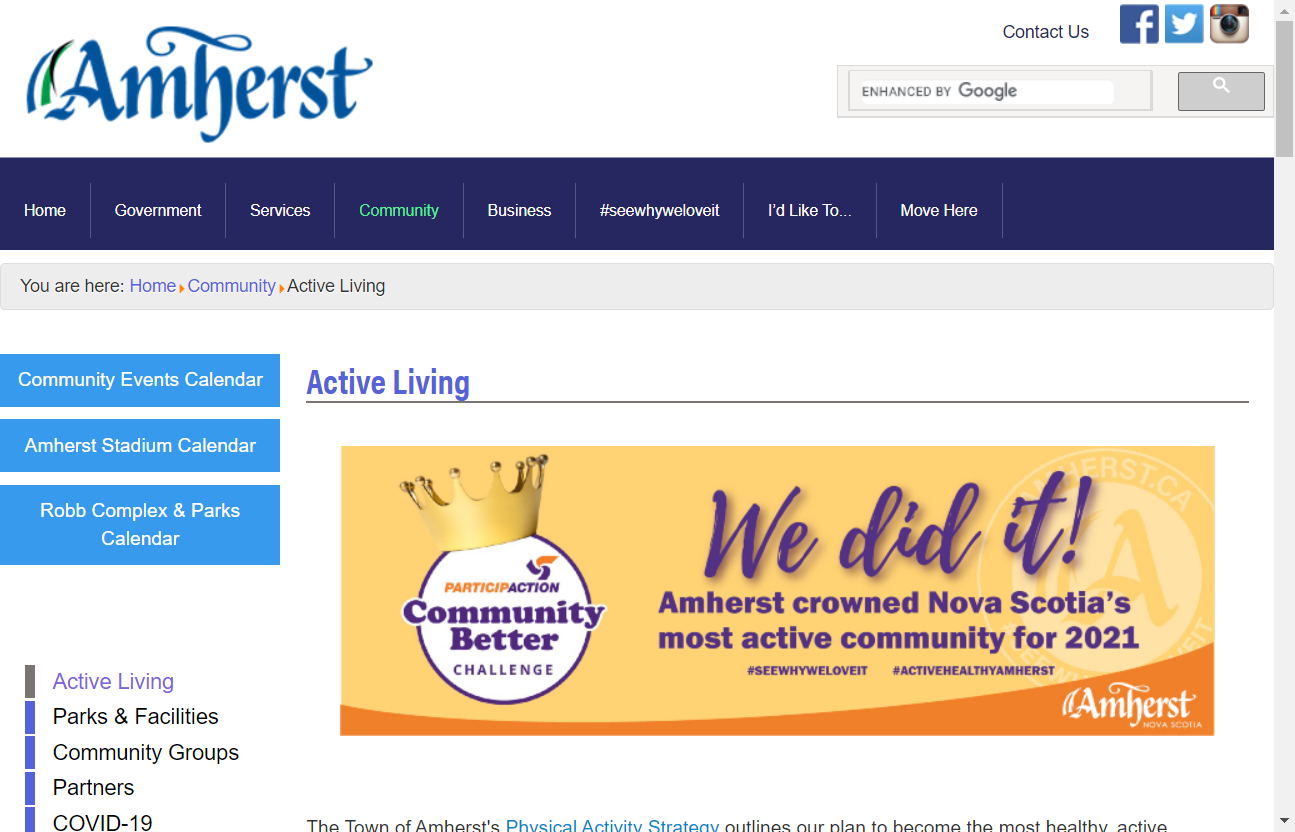 Amherst
Contact Us
ENHANCED BY Google
Home
Government
Services
Community
Business
#seewhyweloveit
I'd Like To...
Move Here
You are here: Home Community Active Living
Community Events Calendar
Amherst Stadium Calendar
Robb Complex & Parks
Calendar
Active Living
Parks & Facilities
Community Groups
Partners
COVID-19
Active Living
PARTICIPACTION
Community
Better
CHALLENGE
AMHERST.CA
We did it!
Amherst crowned Nova Scotia's
most active community for 2021
#SEEWHYWELOVEIT #ACTIVEHEALTHYAMHERST
Amherst
NOVA SCOTIA
The Town of Amherst's Physical Activity Strategy outlines our plan to become the most healthy, active